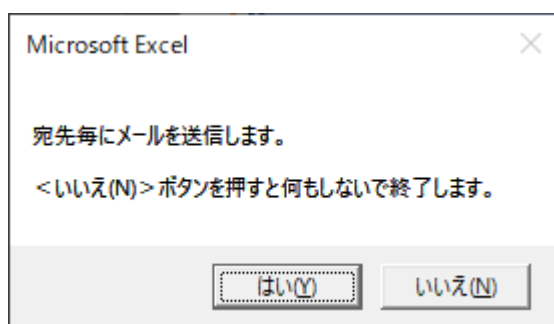 Microsoft Excel
宛先毎にメールを送信します。
＜いいえ(N)＞ボタンを押すと何もしないで終了します。
はい(Y)
いいえ(N)